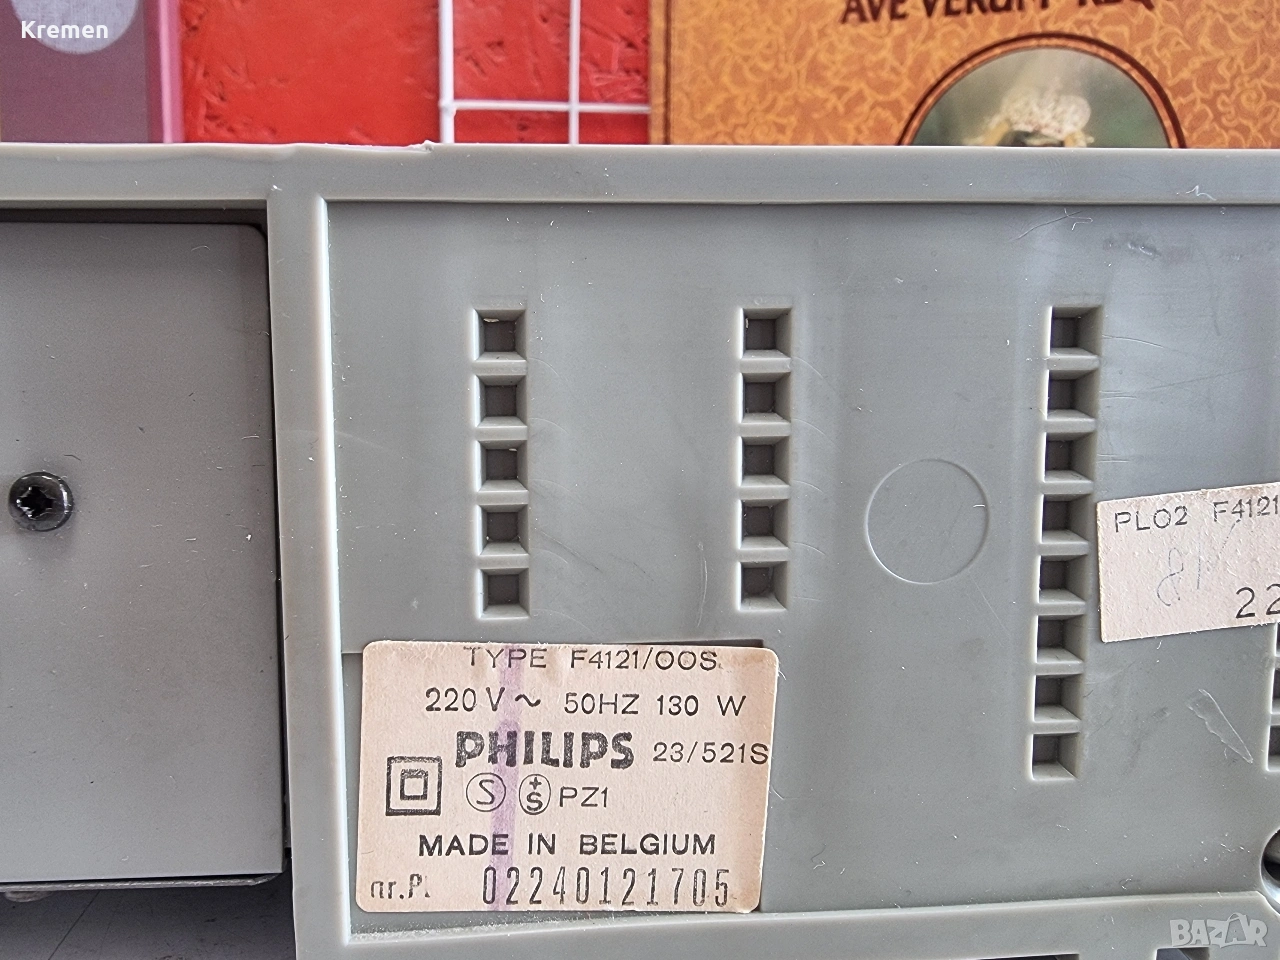 Kremen
AVE VERUM
PL02 F4121
22
TYPE F4121/00S
220 V ~ 50HZ 130 W
PHILIPS 23/521S
S +S PZ1
MADE IN BELGIUM
nr.PL 02240121705
BAZAR